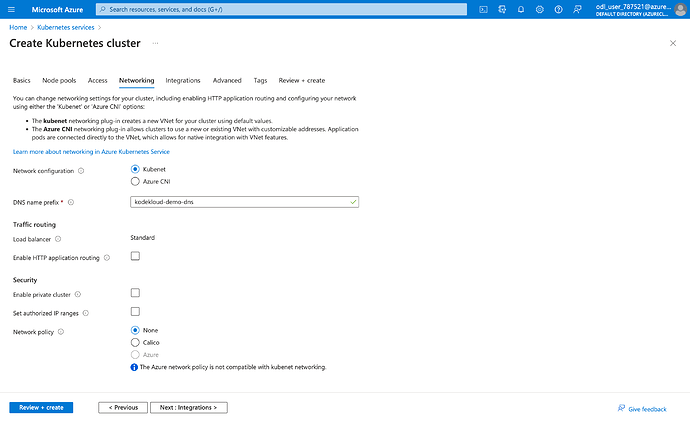 Microsoft Azure
Search resources, services, and docs (G+/)
odl_user_787521@azure...
DEFAULT DIRECTORY (AZURECL...
Home > Kubernetes services >
Create Kubernetes cluster ...
Basics Node pools Access Networking Integrations Advanced Tags Review + create
You can change networking settings for your cluster, including enabling HTTP application routing and configuring your network
using either the 'Kubenet' or 'Azure CNI' options:
• The kubenet networking plug-in creates a new VNet for your cluster using default values.
• The Azure CNI networking plug-in allows clusters to use a new or existing VNet with customizable addresses. Application
pods are connected directly to the VNet, which allows for native integration with VNet features.
Learn more about networking in Azure Kubernetes Service
Network configuration Kubenet
Azure CNI
DNS name prefix * kodekloud-demo-dns
Traffic routing
Load balancer Standard
Enable HTTP application routing
Security
Enable private cluster
Set authorized IP ranges
Network policy None
Calico
Azure
The Azure network policy is not compatible with kubenet networking.
Review + create < Previous Next : Integrations > Give feedback